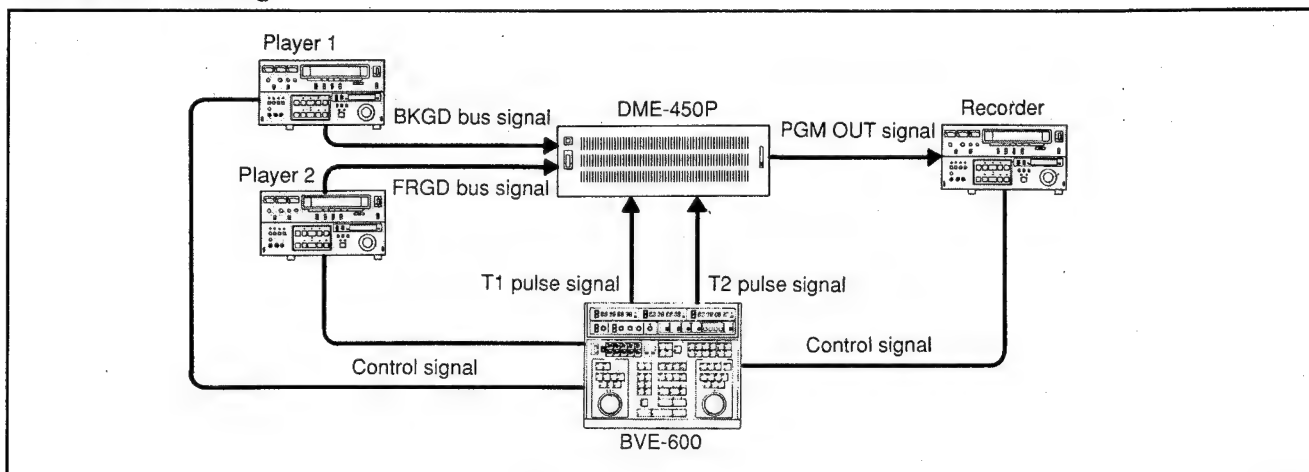 Player 1
BKGD bus signal
DME-450P
PGM OUT signal
Recorder
Player 2
FRGD bus signal
T1 pulse signal
T2 pulse signal
Control signal
Control signal
BVE-600